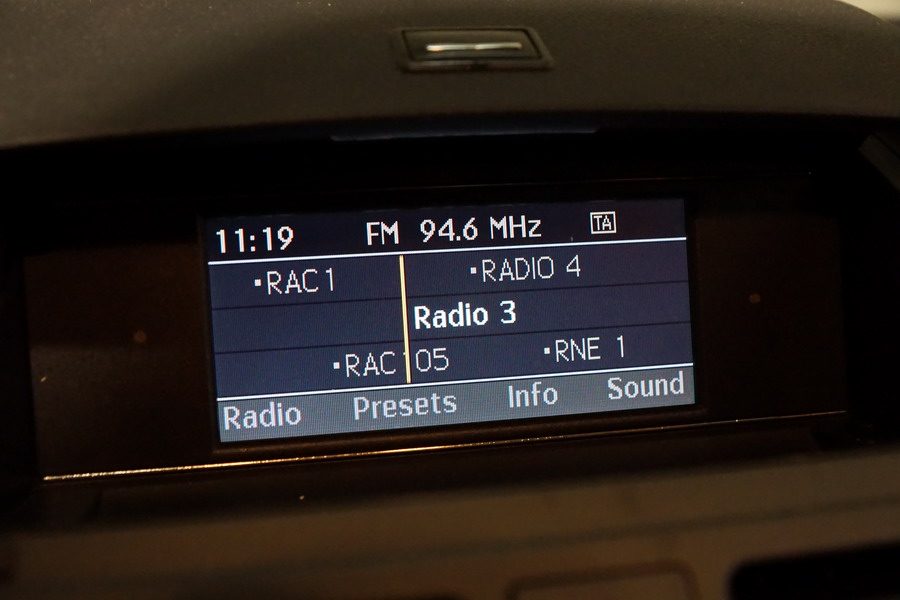 11:19 FM 94.6 MHz TA
▪RAC1 ▪RADIO 4
Radio 3
▪RAC105 ▪RNE 1
Radio Presets Info Sound